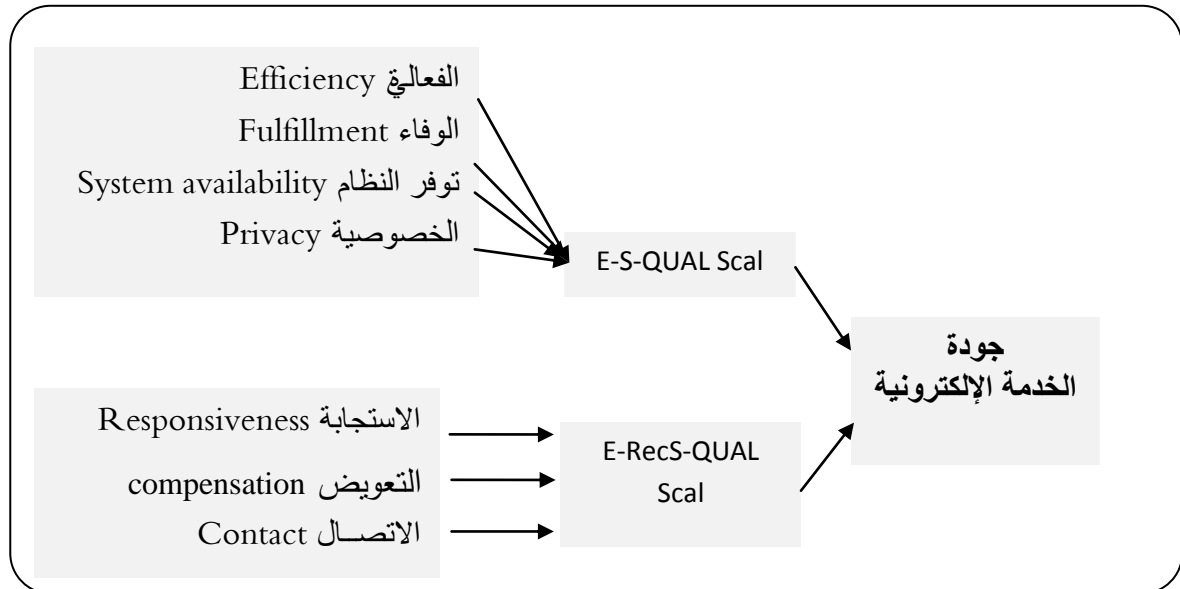 الفعالية Efficiency
الوفاء Fulfillment
توفر النظام System availability
الخصوصية Privacy
E-S-QUAL Scal
جودة
الخدمة الإلكترونية
الاستجابة Responsiveness
التعويض compensation
الاتصــال Contact
E-RecS-QUAL
Scal